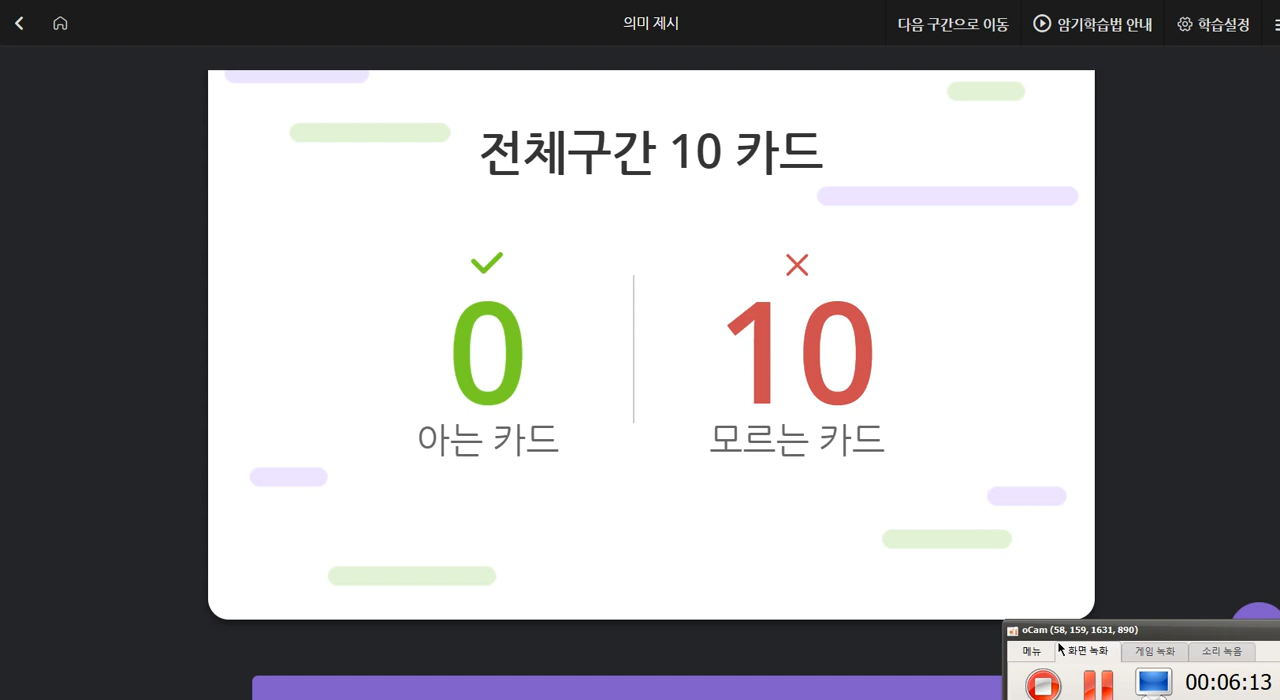 의미 제시
다음 구간으로 이동
암기학습법 안내
학습설정
전체구간 10 카드
0
아는 카드
10
모르는 카드
oCam (58, 159, 1631, 890)
메뉴
화면 녹화
게임 녹화
소리 녹음
00:06:13